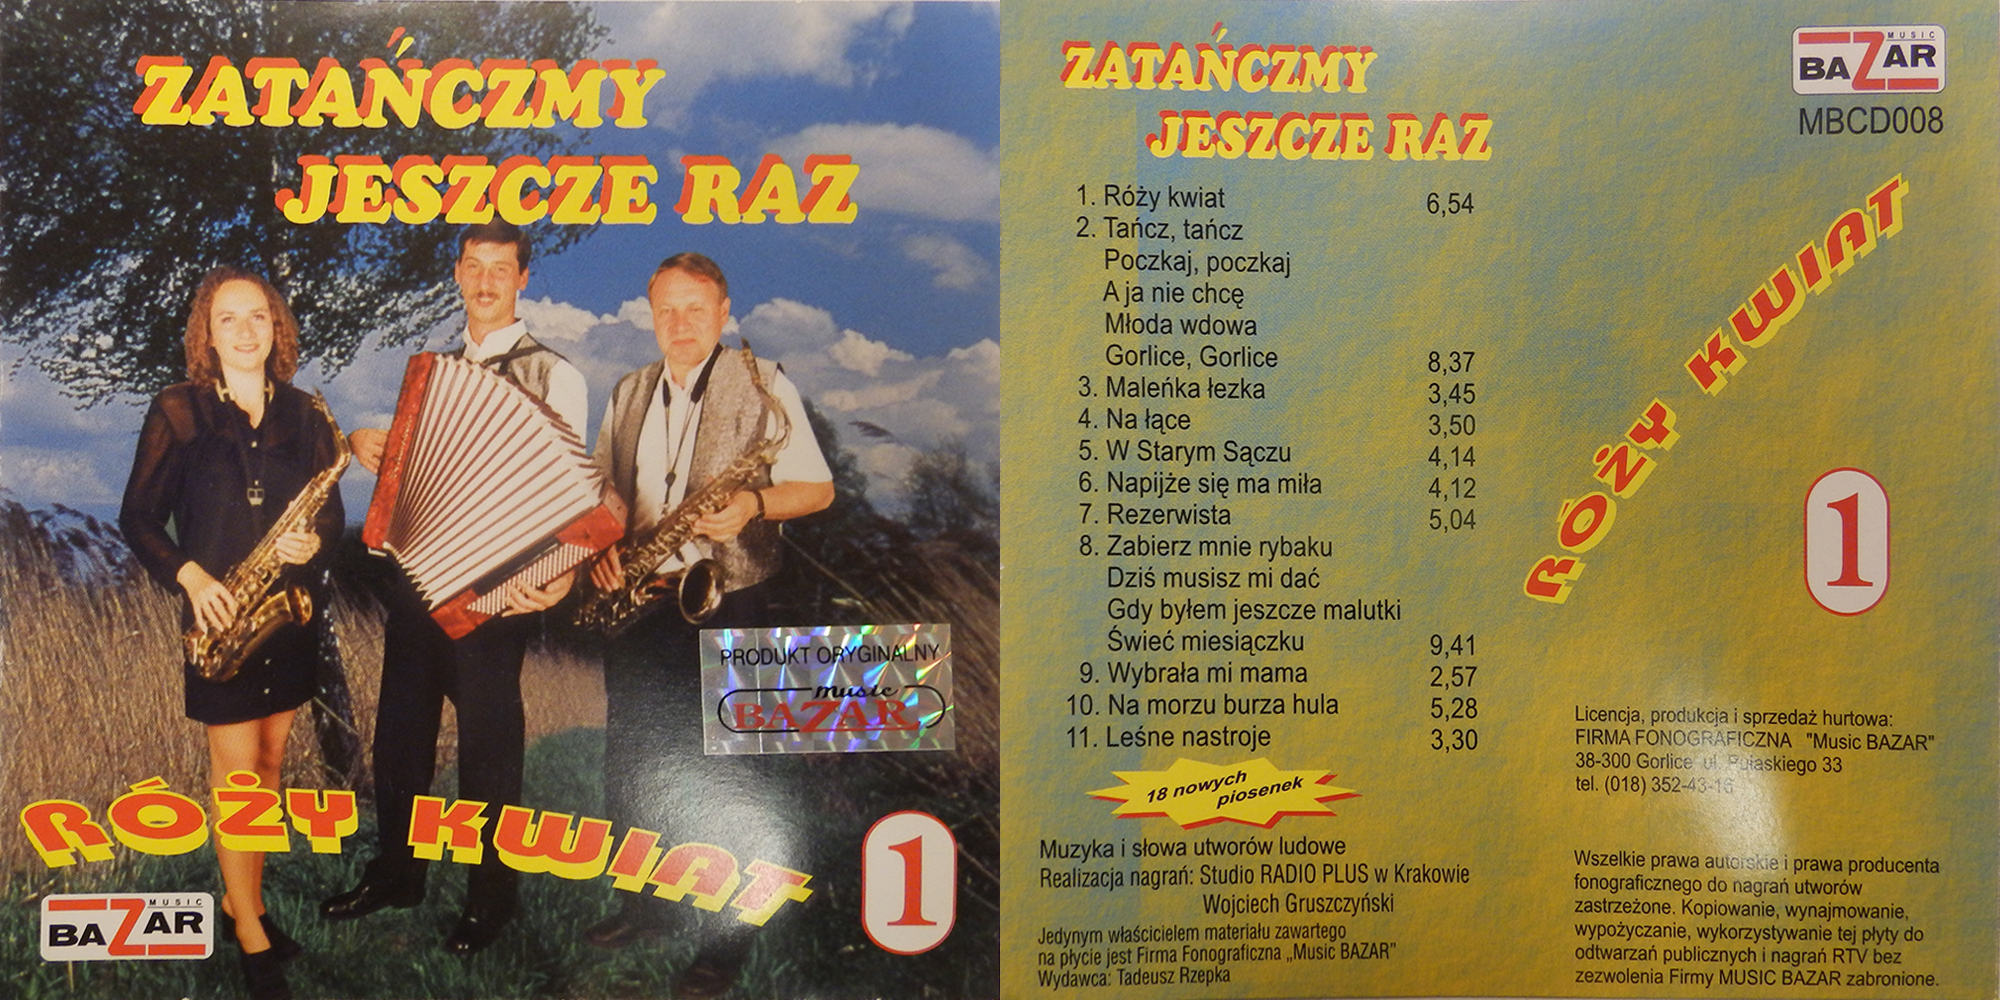 ZATAŃCZMY
JESZCZE RAZ
PRODUKT ORYGINALNY
music
BAZAR
RÓŻY KWIAT
1
MUSIC
BAZAR
ZATAŃCZMY
JESZCZE RAZ
MUSIC
BAZAR
MBCD008
1. Róży kwiat 6,54
2. Tańcz, tańcz
Poczkaj, poczkaj
A ja nie chcę
Młoda wdowa
Gorlice, Gorlice 8,37
3. Maleńka łezka 3,45
4. Na łące 3,50
5. W Starym Sączu 4,14
6. Napijże się ma miła 4,12
7. Rezerwista 5,04
8. Zabierz mnie rybaku
Dziś musisz mi dać
Gdy byłem jeszcze malutki
Świeć miesiączku 9,41
9. Wybrała mi mama 2,57
10. Na morzu burza hula 5,28
11. Leśne nastroje 3,30
18 nowych
piosenek
RÓŻY KWIAT
1
Muzyka i słowa utworów ludowe
Realizacja nagrań: Studio RADIO PLUS w Krakowie
Wojciech Gruszczyński
Jedynym właścicielem materiału zawartego
na płycie jest Firma Fonograficzna „Music BAZAR"
Wydawca: Tadeusz Rzepka
Licencja, produkcja i sprzedaż hurtowa:
FIRMA FONOGRAFICZNA "Music BAZAR"
38-300 Gorlice ul. Pułaskiego 33
tel. (018) 352-43-16
Wszelkie prawa autorskie i prawa producenta
fonograficznego do nagrań utworów
zastrzeżone. Kopiowanie, wynajmowanie,
wypożyczanie, wykorzystywanie tej płyty do
odtwarzań publicznych i nagrań RTV bez
zezwolenia Firmy MUSIC BAZAR zabronione.